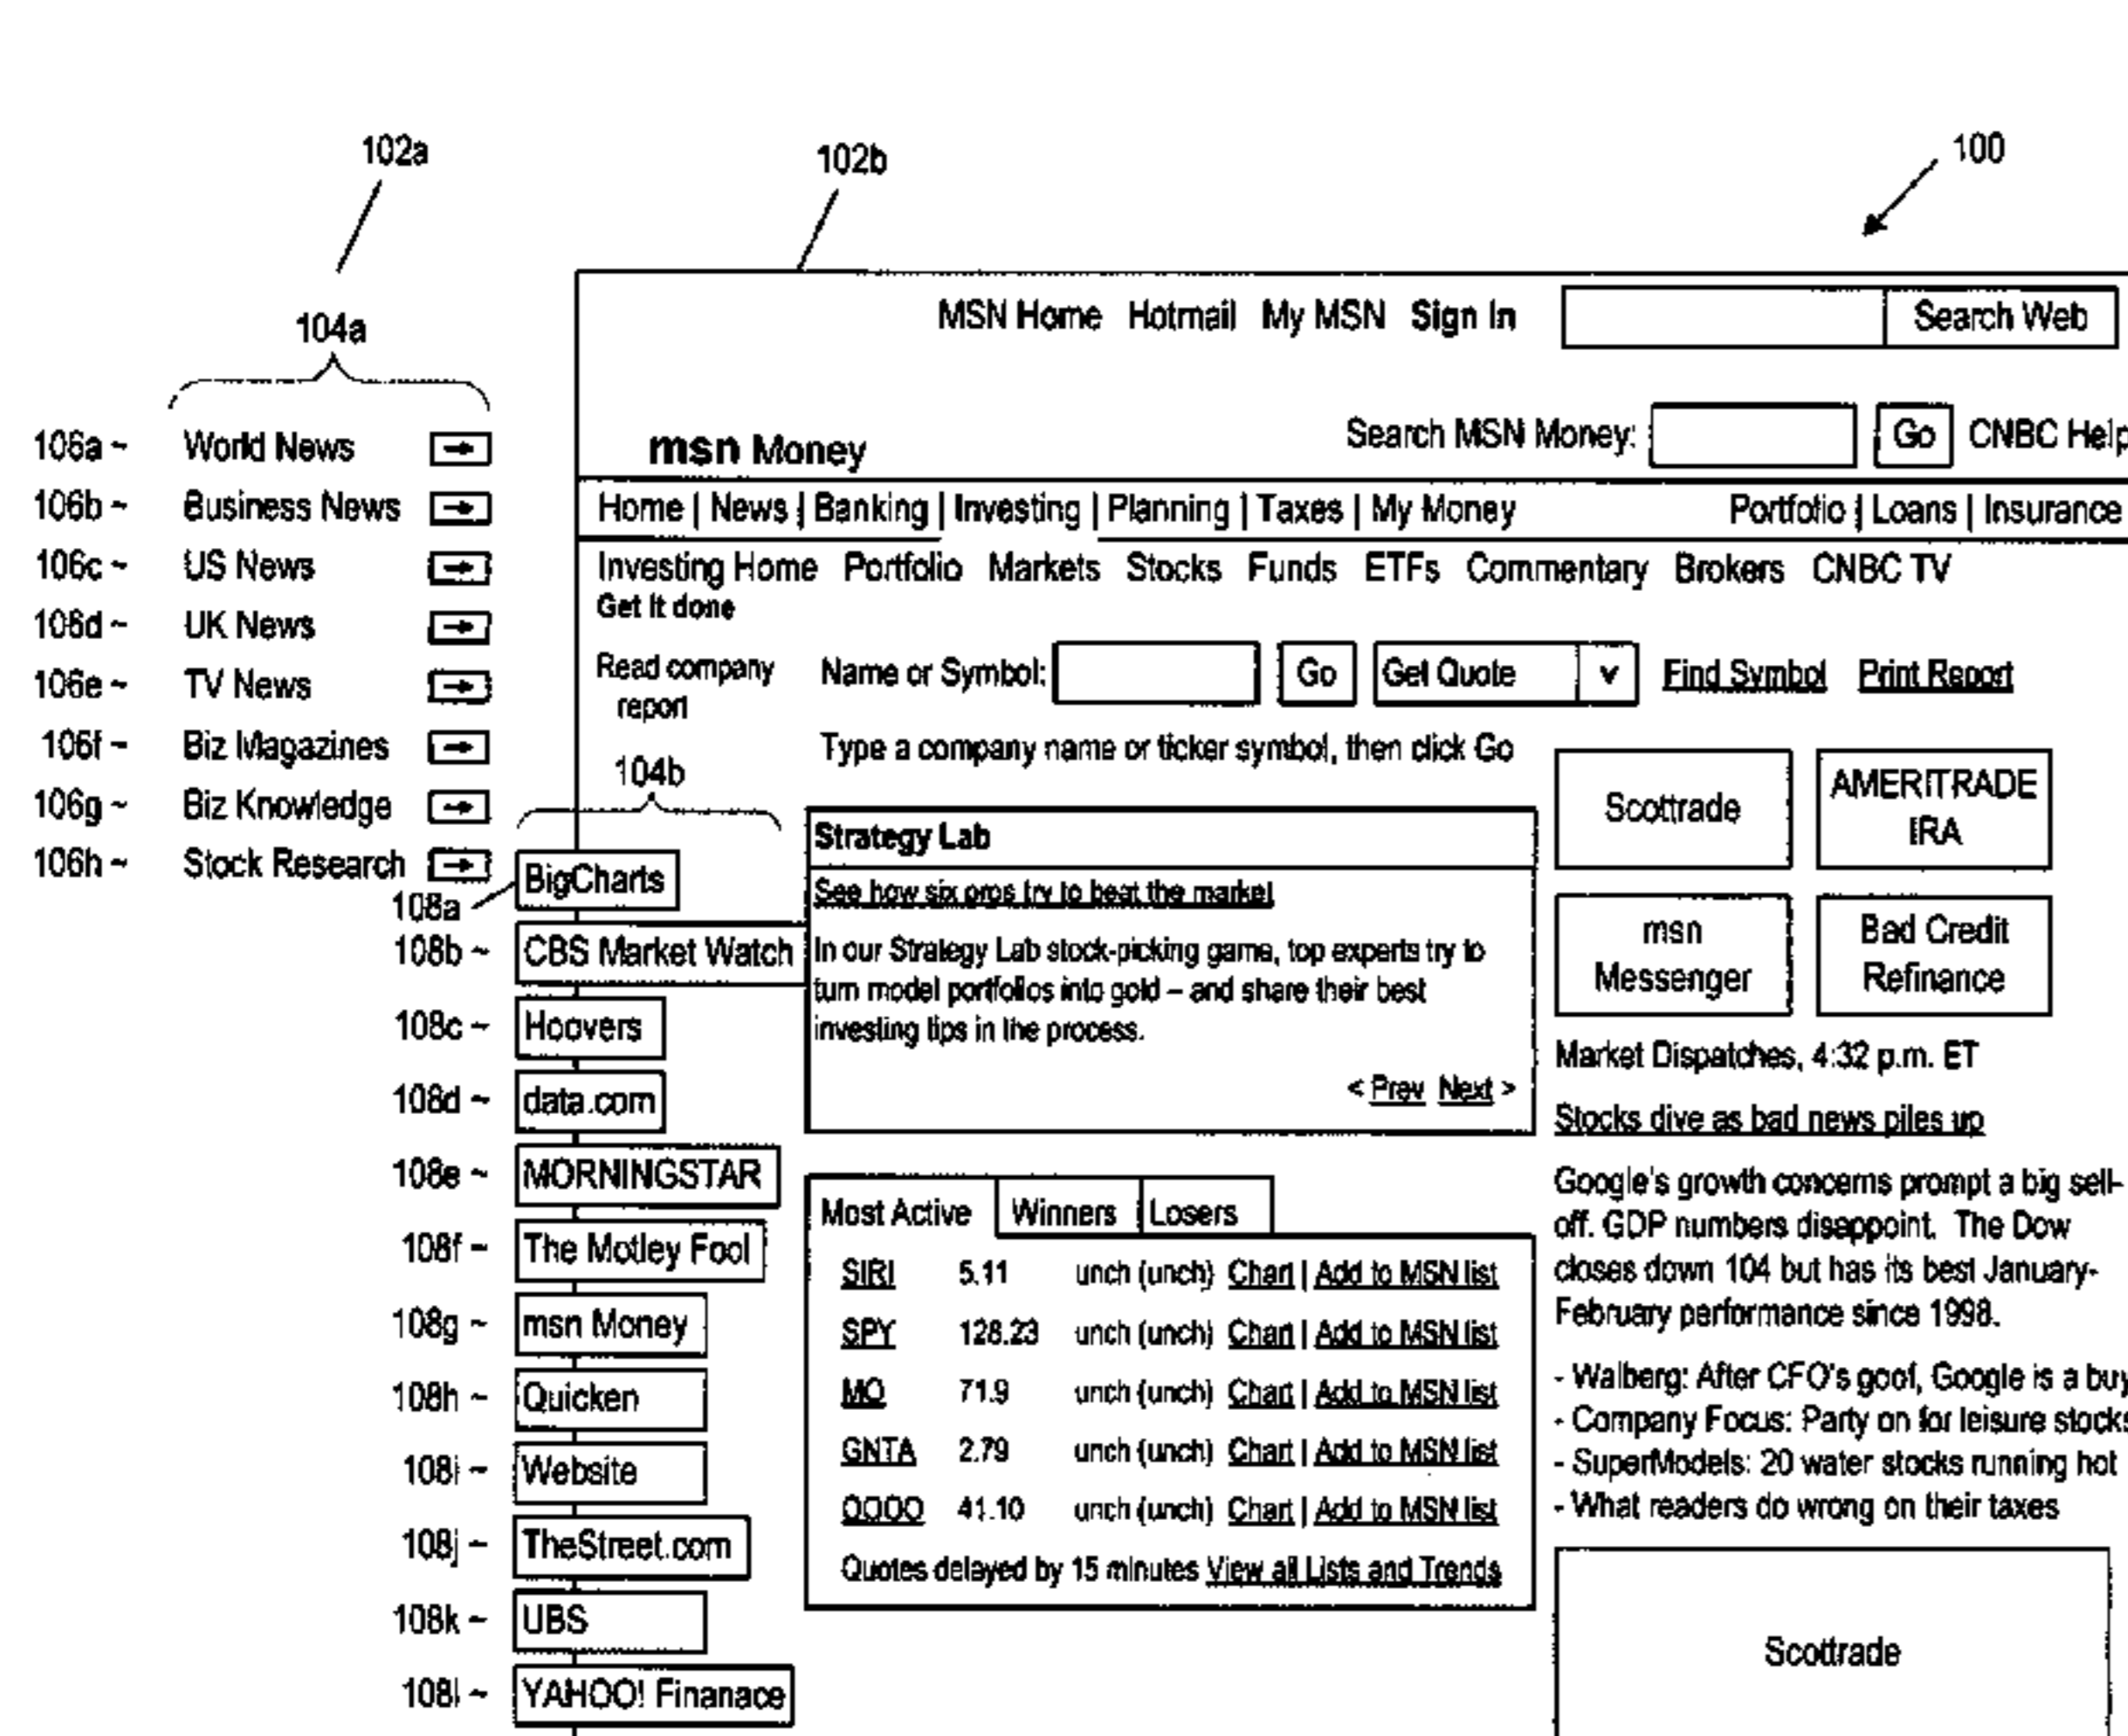 102a
102b
100
104a
MSN Home Hotmail My MSN Sign In Search Web
106a ~ World News
106b ~ Business News
106c ~ US News
106d ~ UK News
106e ~ TV News
106f ~ Biz Magazines
106g ~ Biz Knowledge
106h ~ Stock Research
msn Money
Search MSN Money: Go CNBC Help
Home | News | Banking | Investing | Planning | Taxes | My Money Portfolio | Loans | Insurance
Investing Home Portfolio Markets Stocks Funds ETFs Commentary Brokers CNBC TV
Get it done
Read company
report
Name or Symbol: Go Get Quote v Find Symbol Print Report
Type a company name or ticker symbol, then click Go
104b
108a BigCharts
108b ~ CBS Market Watch
108c ~ Hoovers
108d ~ data.com
108e ~ MORNINGSTAR
108f ~ The Motley Fool
108g ~ msn Money
108h ~ Quicken
108i ~ Website
108j ~ TheStreet.com
108k ~ UBS
108l ~ YAHOO! Finanace
Strategy Lab
See how six pros try to beat the market
In our Strategy Lab stock-picking game, top experts try to
turn model portfolios into gold – and share their best
investing tips in the process.
< Prev Next >
Most Active Winners Losers
SIRI 5.11 unch (unch) Chart | Add to MSN list
SPY 128.23 unch (unch) Chart | Add to MSN list
MO 71.9 unch (unch) Chart | Add to MSN list
GNTA 2.79 unch (unch) Chart | Add to MSN list
QQQQ 41.10 unch (unch) Chart | Add to MSN list
Quotes delayed by 15 minutes View all Lists and Trends
Scottrade
AMERITRADE
IRA
msn
Messenger
Bad Credit
Refinance
Market Dispatches, 4:32 p.m. ET
Stocks dive as bad news piles up
Google's growth concerns prompt a big sell-
off. GDP numbers disappoint. The Dow
closes down 104 but has its best January-
February performance since 1998.
- Walberg: After CFO's goof, Google is a buy
- Company Focus: Party on for leisure stocks
- SuperModels: 20 water stocks running hot
- What readers do wrong on their taxes
Scottrade